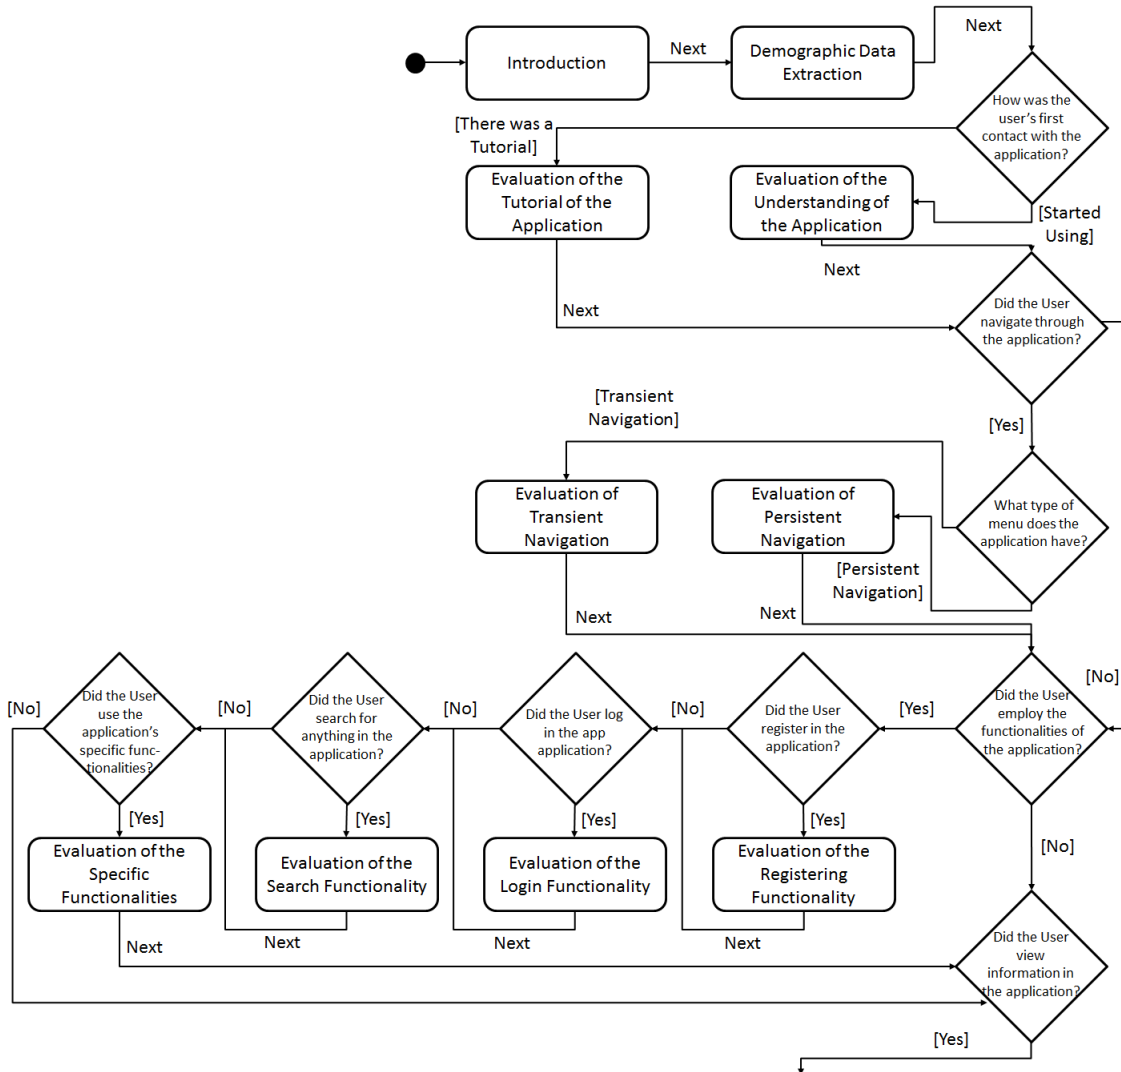 Introduction
Next
Demographic Data
Extraction
Next
How was the
user's first
contact with the
application?
[There was a
Tutorial]
Evaluation of the
Tutorial of the
Application
Evaluation of the
Understanding of
the Application
[Started
Using]
Next
Next
Did the User
navigate through
the application?
[Transient
Navigation]
[Yes]
Evaluation of
Transient
Navigation
Evaluation of
Persistent
Navigation
What type of
menu does the
application have?
[Persistent
Navigation]
Next
Next
[No]
Did the User
use the
application's
specific func-
tionalities?
[No]
Did the User
search for
anything in the
application?
[No]
Did the User log
in the app
application?
[No]
Did the User
register in the
application?
[Yes]
Did the User
employ the
functionalities of
the application?
[No]
[Yes]
[Yes]
[Yes]
[Yes]
[No]
Evaluation of the
Specific
Functionalities
Evaluation of the
Search Functionality
Evaluation of the
Login Functionality
Evaluation of the
Registering
Functionality
Next
Next
Next
Next
Did the User
view
information in
the application?
[Yes]